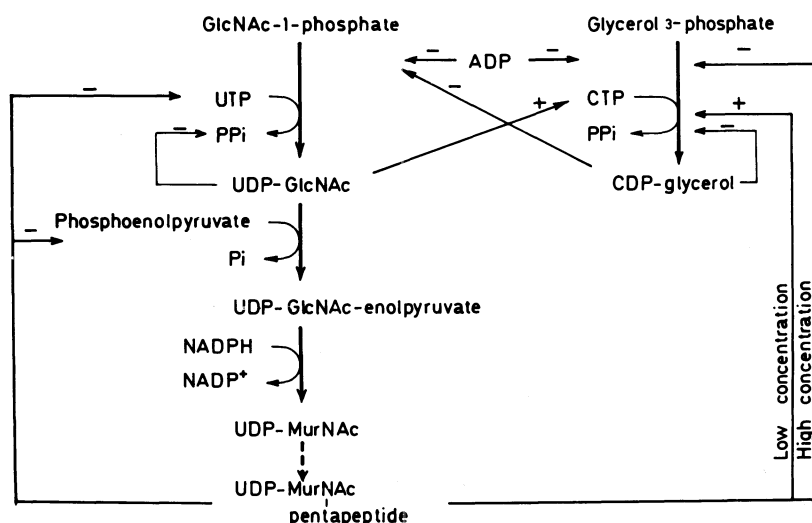 GlcNAc-1-phosphate
Glycerol 3-phosphate
- ADP -
-
-
-
UTP
+
CTP
+
-
PPi
PPi
-
UDP-GlcNAc
CDP-glycerol
Phosphoenolpyruvate
-
Pi
UDP-GlcNAc-enolpyruvate
NADPH
NADP+
UDP-MurNAc
UDP-MurNAc
pentapeptide
Low concentration
High concentration